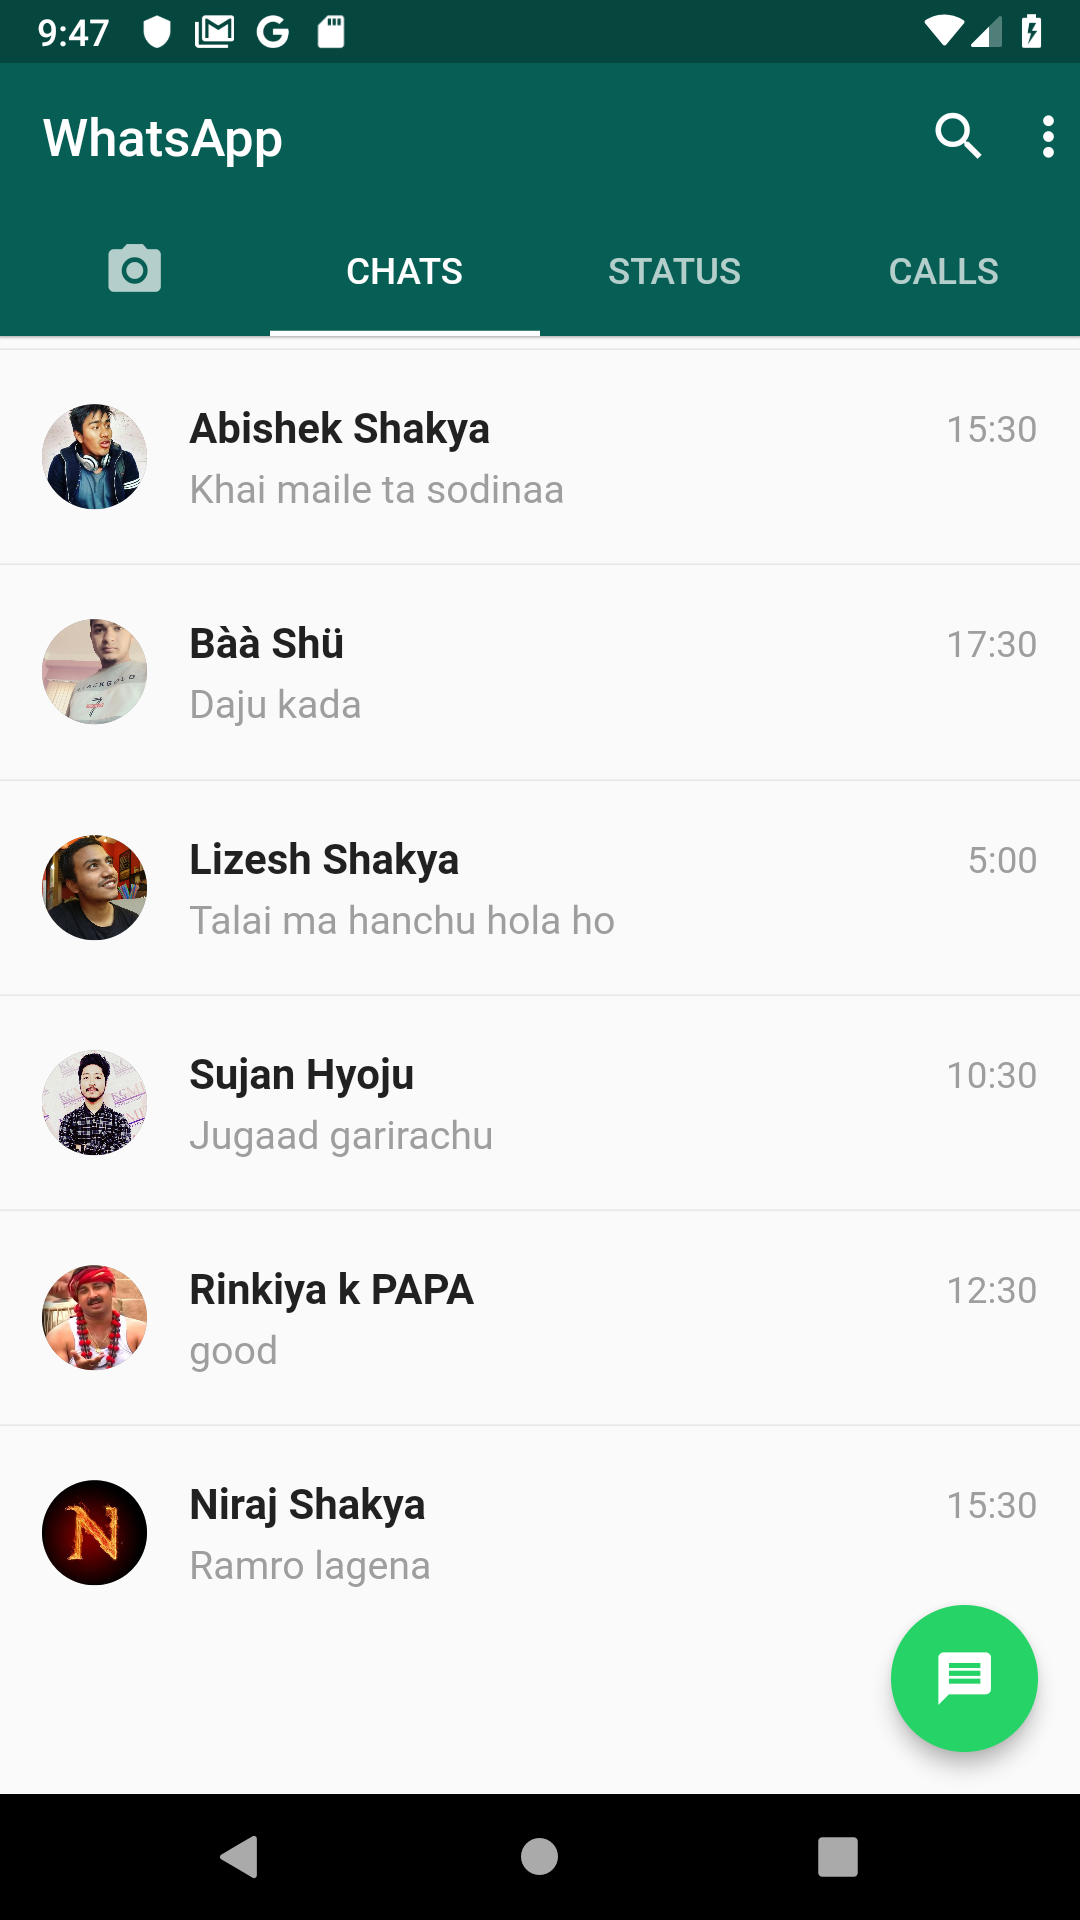 9:47
WhatsApp
CHATS STATUS CALLS
Abishek Shakya 15:30
Khai maile ta sodinaa
Bàà Shü 17:30
Daju kada
Lizesh Shakya 5:00
Talai ma hanchu hola ho
Sujan Hyoju 10:30
Jugaad garirachu
Rinkiya k PAPA 12:30
good
Niraj Shakya 15:30
Ramro lagena